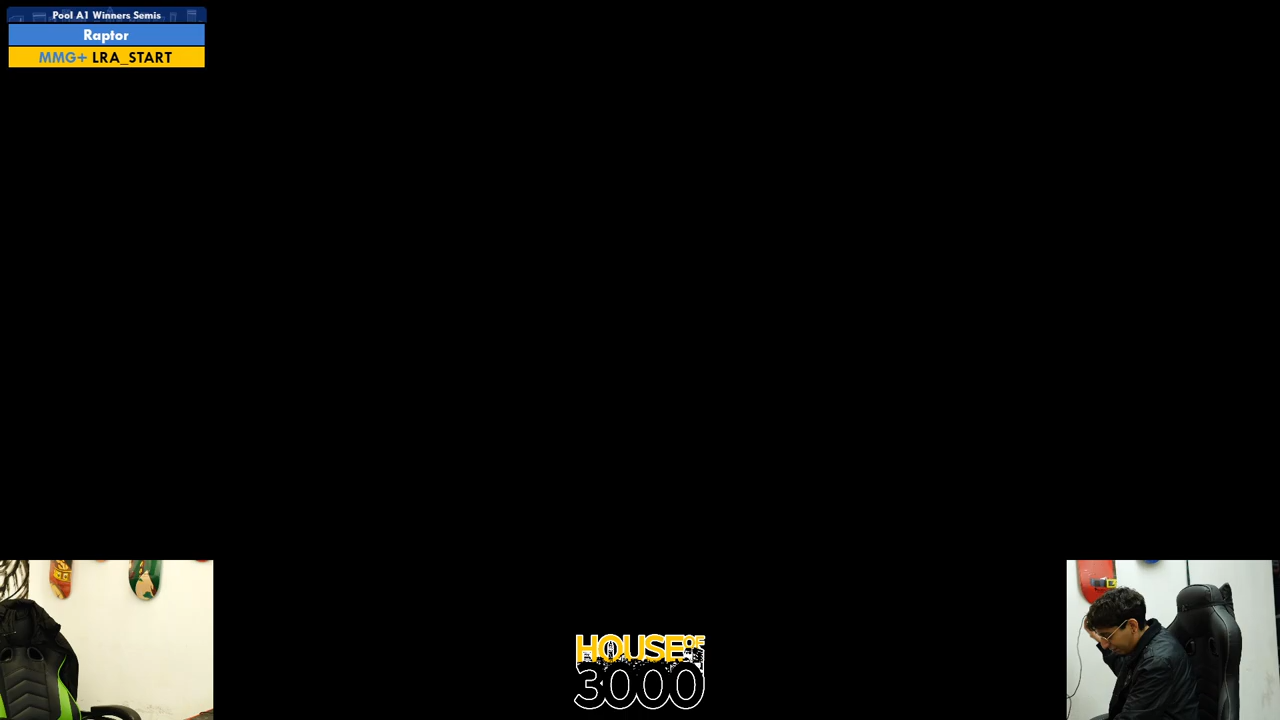 Pool A1 Winners Semis
Raptor
MMG+ LRA_START
HOUSE OF
3000